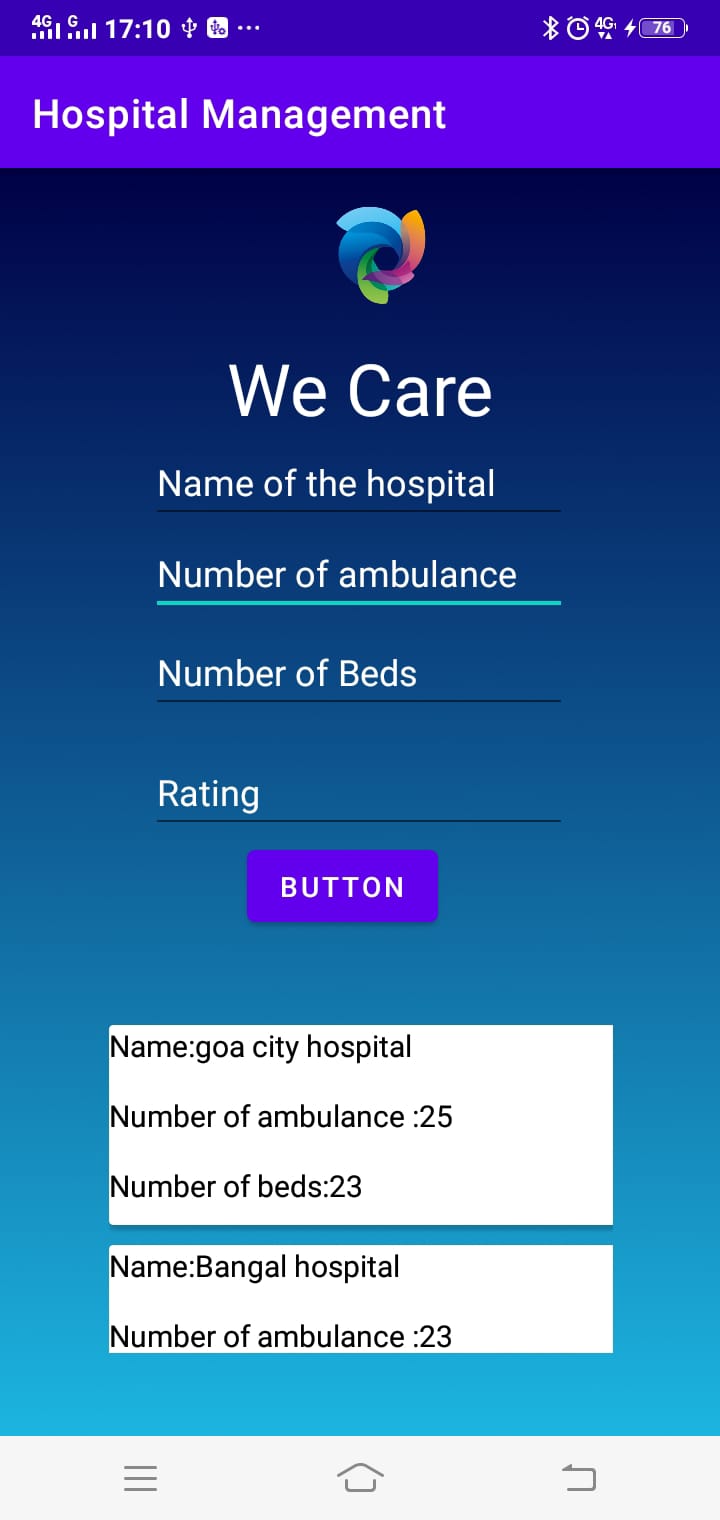 4G G 17:10 ... 4G 76
Hospital Management
We Care
Name of the hospital
Number of ambulance
Number of Beds
Rating
BUTTON
Name:goa city hospital
Number of ambulance :25
Number of beds:23
Name:Bangal hospital
Number of ambulance :23